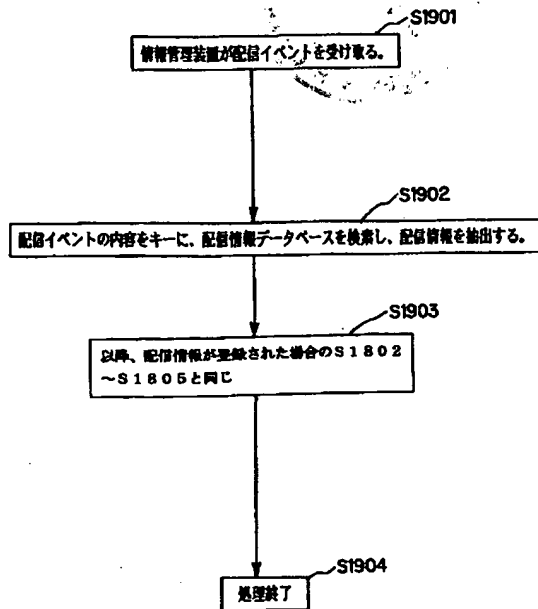 S1901
情報管理装置が配信イベントを受け取る。
S1902
配信イベントの内容をキーに、配信情報データベースを検索し、配信情報を抽出する。
S1903
以降、配信情報が登録された場合のS1802
～S1805と同じ
S1904
処理終了